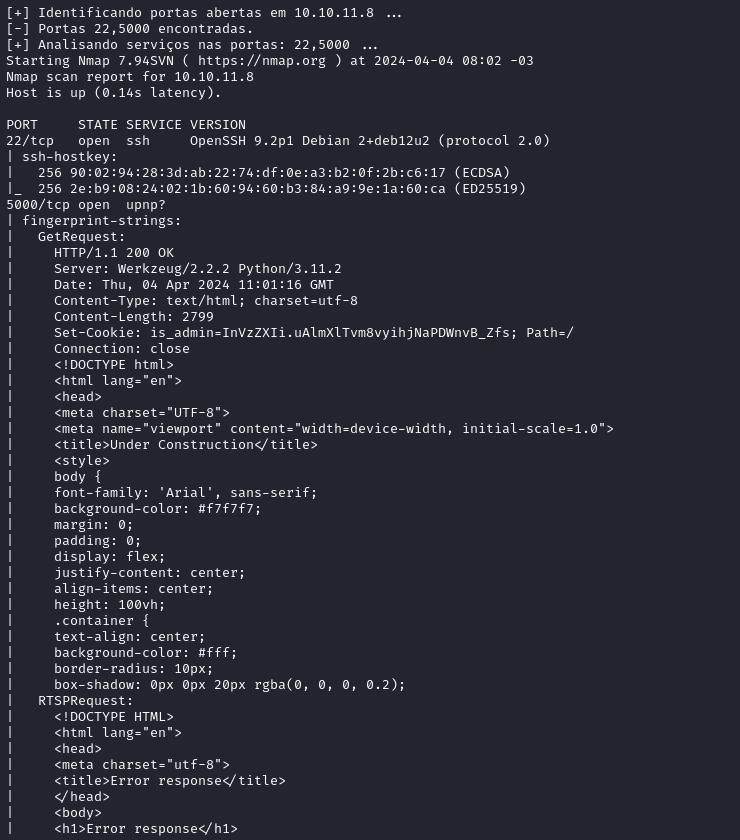 [+] Identificando portas abertas em 10.10.11.8 ...
[-] Portas 22,5000 encontradas.
[+] Analisando serviços nas portas: 22,5000 ...
Starting Nmap 7.94SVN ( https://nmap.org ) at 2024-04-04 08:02 -03
Nmap scan report for 10.10.11.8
Host is up (0.14s latency).
PORT     STATE SERVICE VERSION
22/tcp   open  ssh     OpenSSH 9.2p1 Debian 2+deb12u2 (protocol 2.0)
| ssh-hostkey:
|   256 90:02:94:28:3d:ab:22:74:df:0e:a3:b2:0f:2b:c6:17 (ECDSA)
|_  256 2e:b9:08:24:02:1b:60:94:60:b3:84:a9:9e:1a:60:ca (ED25519)
5000/tcp open  upnp?
| fingerprint-strings:
|   GetRequest:
|     HTTP/1.1 200 OK
|     Server: Werkzeug/2.2.2 Python/3.11.2
|     Date: Thu, 04 Apr 2024 11:01:16 GMT
|     Content-Type: text/html; charset=utf-8
|     Content-Length: 2799
|     Set-Cookie: is_admin=InVzZXIi.uAlmXlTvm8vyihjNaPDWnvB_Zfs; Path=/
|     Connection: close
|     <!DOCTYPE html>
|     <html lang="en">
|     <head>
|     <meta charset="UTF-8">
|     <meta name="viewport" content="width=device-width, initial-scale=1.0">
|     <title>Under Construction</title>
|     <style>
|     body {
|     font-family: 'Arial', sans-serif;
|     background-color: #f7f7f7;
|     margin: 0;
|     padding: 0;
|     display: flex;
|     justify-content: center;
|     align-items: center;
|     height: 100vh;
|     .container {
|     text-align: center;
|     background-color: #fff;
|     border-radius: 10px;
|     box-shadow: 0px 0px 20px rgba(0, 0, 0, 0.2);
|   RTSPRequest:
|     <!DOCTYPE HTML>
|     <html lang="en">
|     <head>
|     <meta charset="utf-8">
|     <title>Error response</title>
|     </head>
|     <body>
|     <h1>Error response</h1>